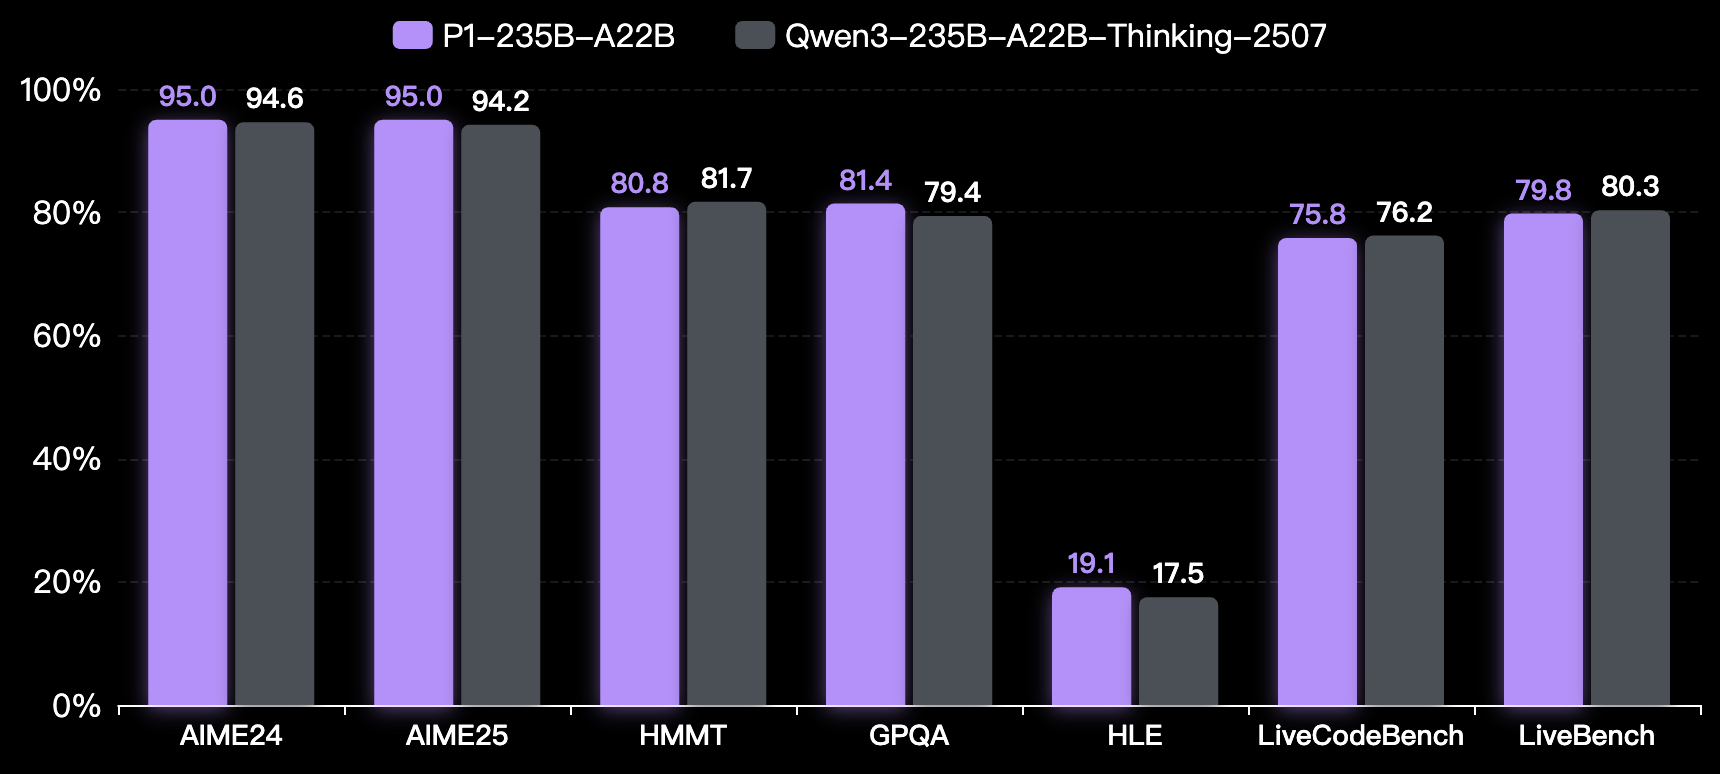 P1-235B-A22B
Qwen3-235B-A22B-Thinking-2507
100%
80%
60%
40%
20%
0%
95.0
94.6
95.0
94.2
80.8
81.7
81.4
79.4
19.1
17.5
75.8
76.2
79.8
80.3
AIME24
AIME25
HMMT
GPQA
HLE
LiveCodeBench
LiveBench